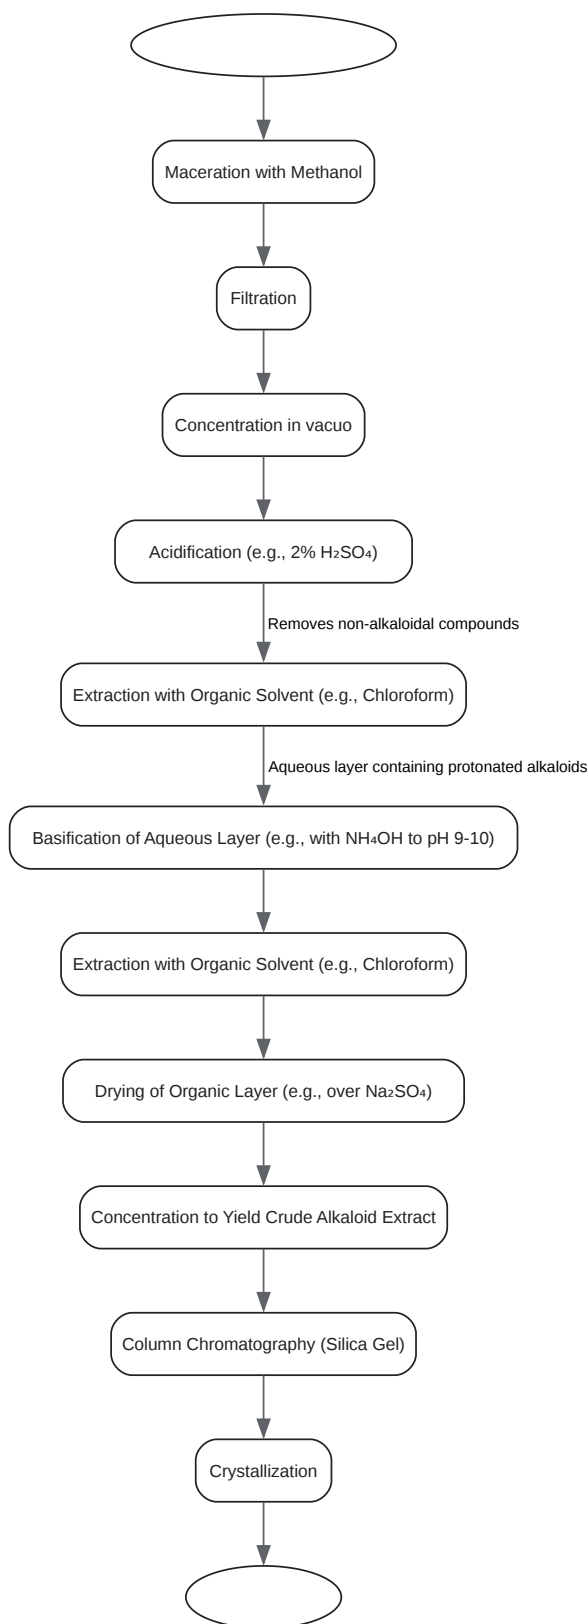 Maceration with Methanol
Filtration
Concentration in vacuo
Acidification (e.g., 2% H₂SO₄)
Removes non-alkaloidal compounds
Extraction with Organic Solvent (e.g., Chloroform)
Aqueous layer containing protonated alkaloids
Basification of Aqueous Layer (e.g., with NH₄OH to pH 9-10)
Extraction with Organic Solvent (e.g., Chloroform)
Drying of Organic Layer (e.g., over Na₂SO₄)
Concentration to Yield Crude Alkaloid Extract
Column Chromatography (Silica Gel)
Crystallization